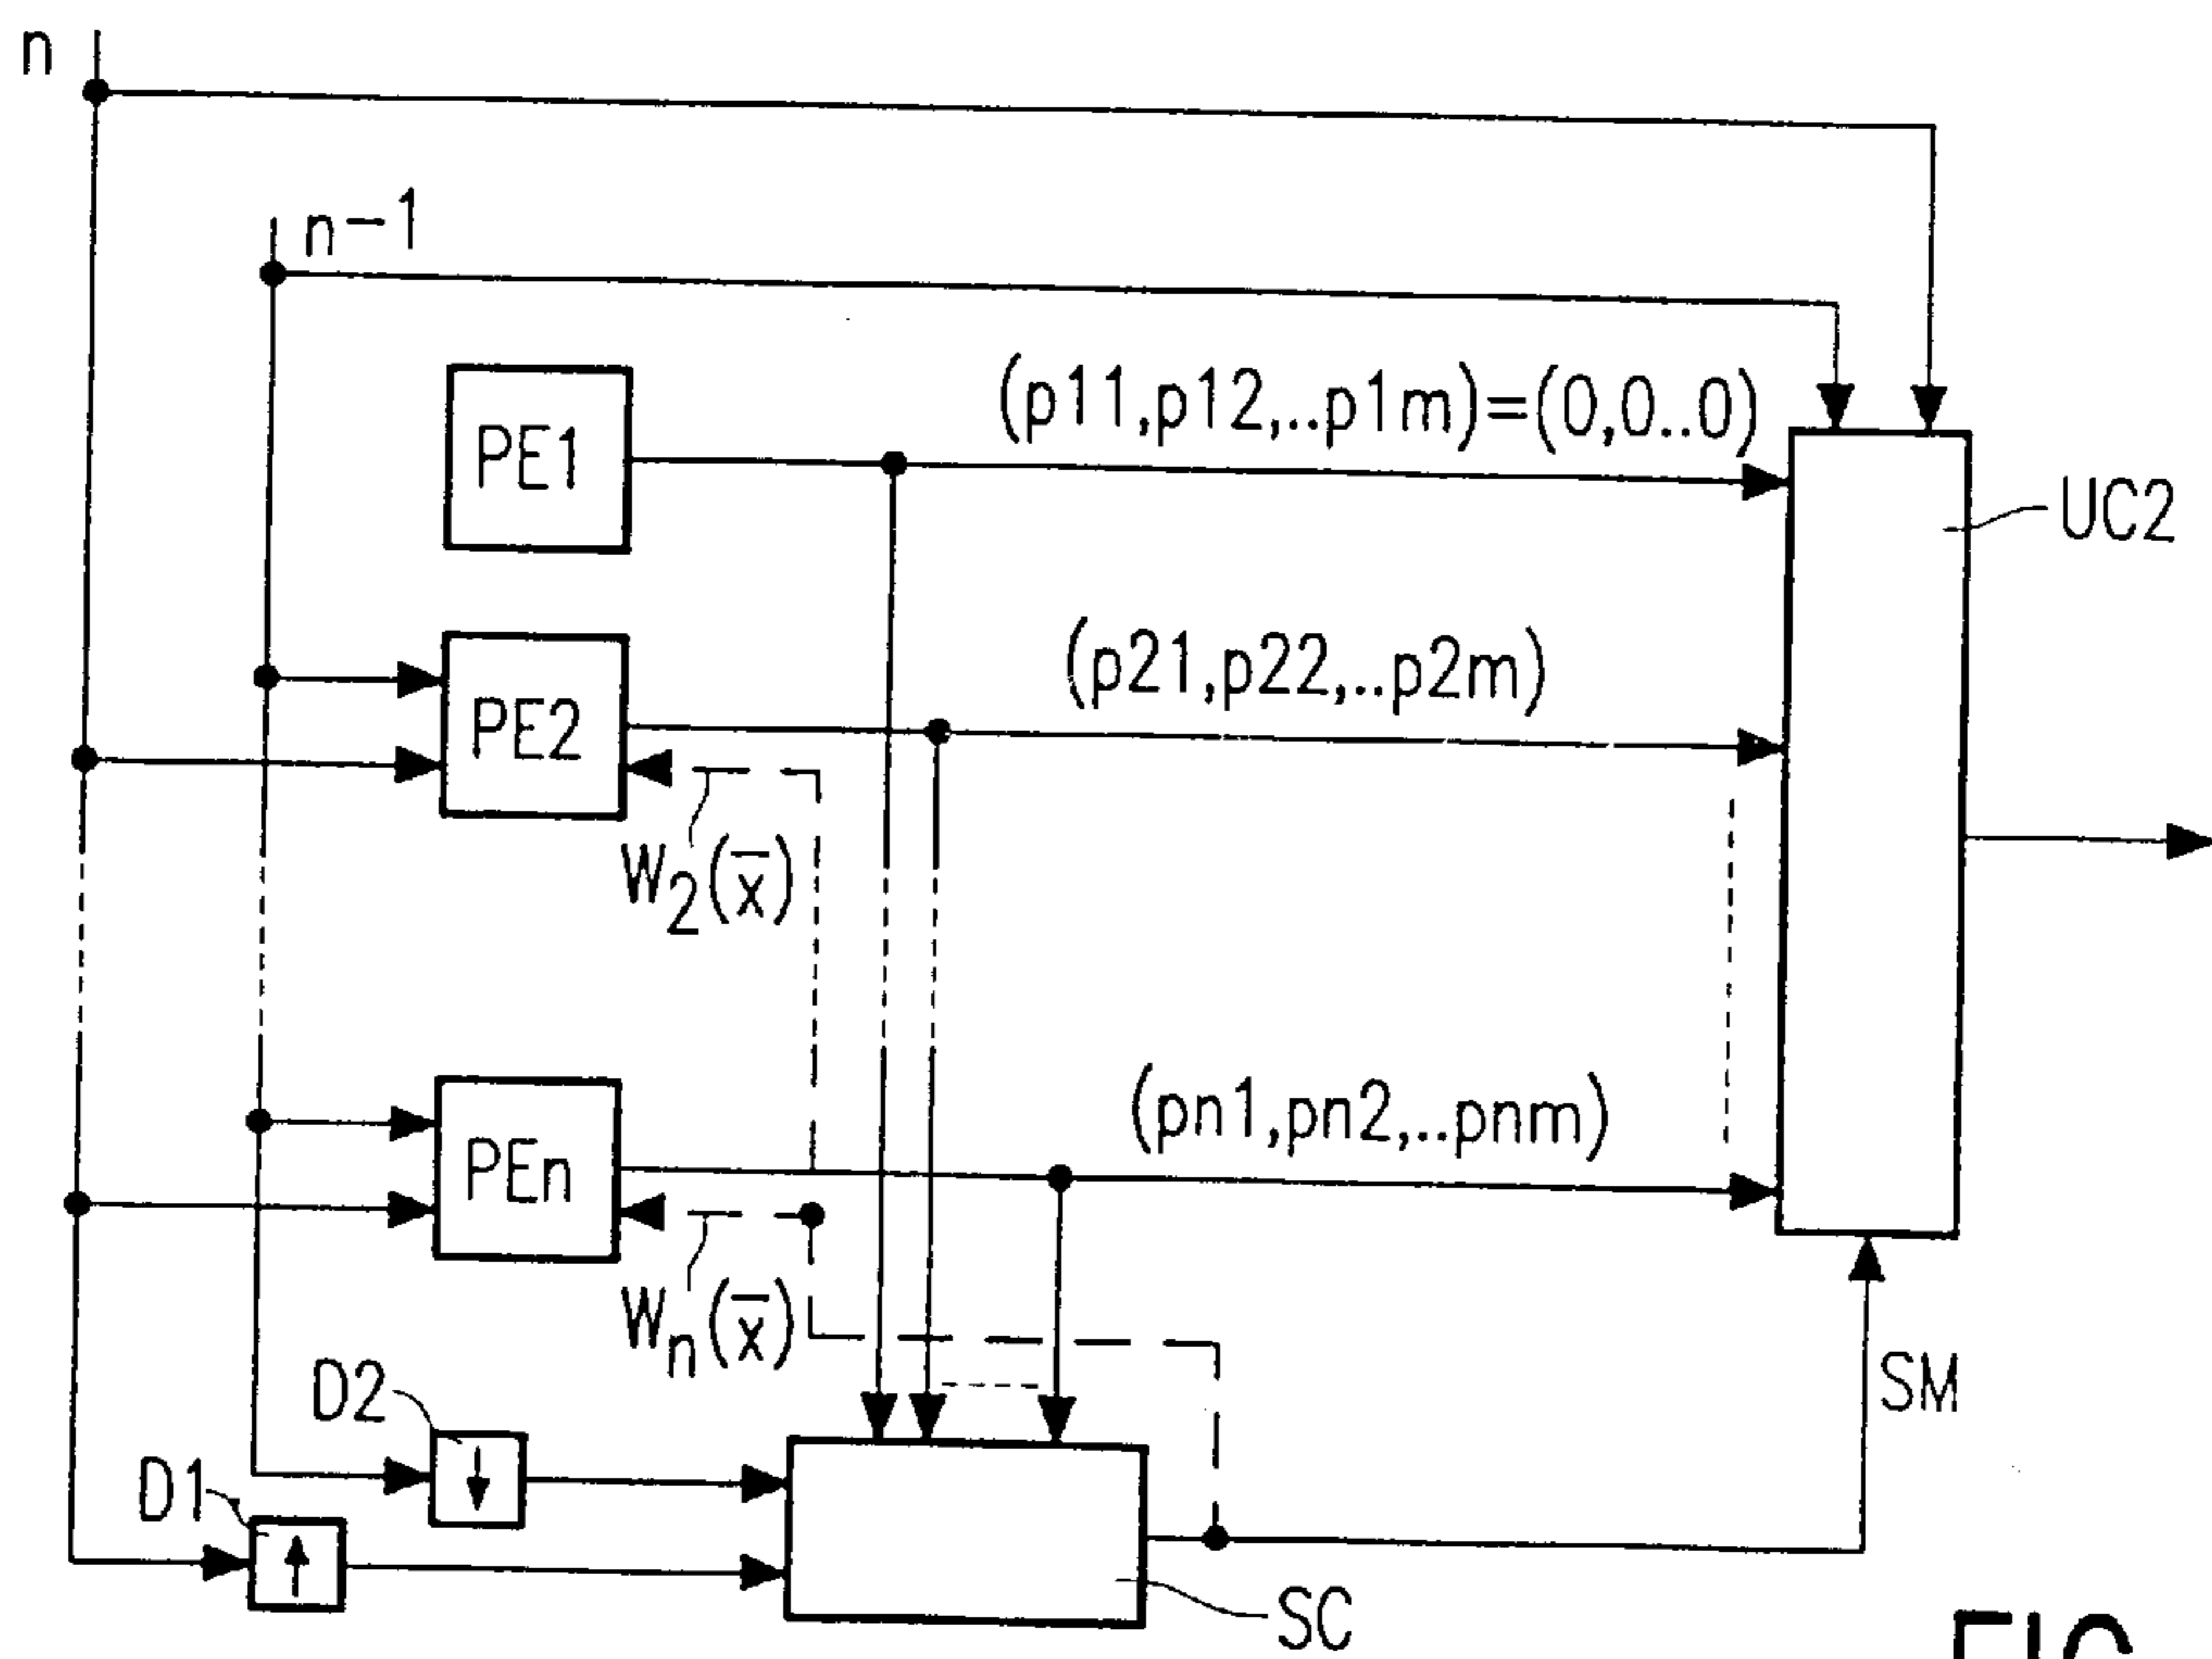 n
n-1
(p11,p12,..p1m)=(0,0..0)
PE1
UC2
(p21,p22,..p2m)
PE2
W2(x̅)
(pn1,pn2,..pnm)
PEn
Wn(x̅)
SM
D2
D1
SC